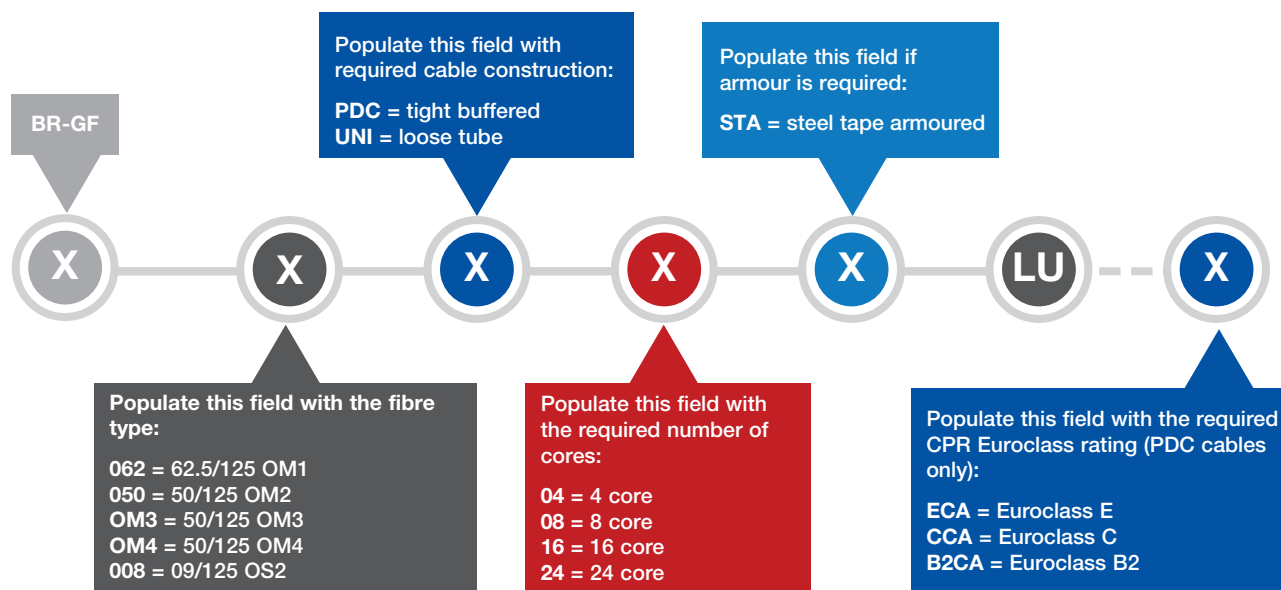 BR-GF
Populate this field with
required cable construction:
PDC = tight buffered
UNI = loose tube
Populate this field if
armour is required:
STA = steel tape armoured
X
X
X
X
X
LU
X
Populate this field with the fibre
type:
062 = 62.5/125 OM1
050 = 50/125 OM2
OM3 = 50/125 OM3
OM4 = 50/125 OM4
008 = 09/125 OS2
Populate this field with
the required number of
cores:
04 = 4 core
08 = 8 core
16 = 16 core
24 = 24 core
Populate this field with the required
CPR Euroclass rating (PDC cables
only):
ECA = Euroclass E
CCA = Euroclass C
B2CA = Euroclass B2